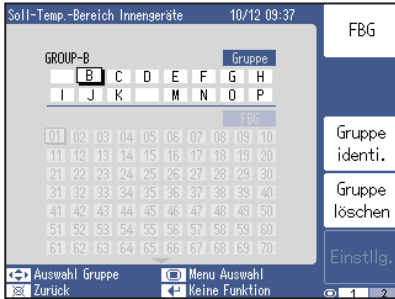 Soll-Temp.-Bereich Innengeräte 10/12 09:37
FBG
GROUP-B Gruppe
B C D E F G H
I J K M N O P
FBG
01 02 03 04 05 06 07 08 09 10
11 12 13 14 15 16 17 18 19 20
21 22 23 24 25 26 27 28 29 30
31 32 33 34 35 36 37 38 39 40
41 42 43 44 45 46 47 48 49 50
51 52 53 54 55 56 57 58 59 60
61 62 63 64 65 66 67 68 69 70
Gruppe
identi.
Gruppe
löschen
Einstllg.
Auswahl Gruppe Menu Auswahl
Zurück Keine Funktion
1 2